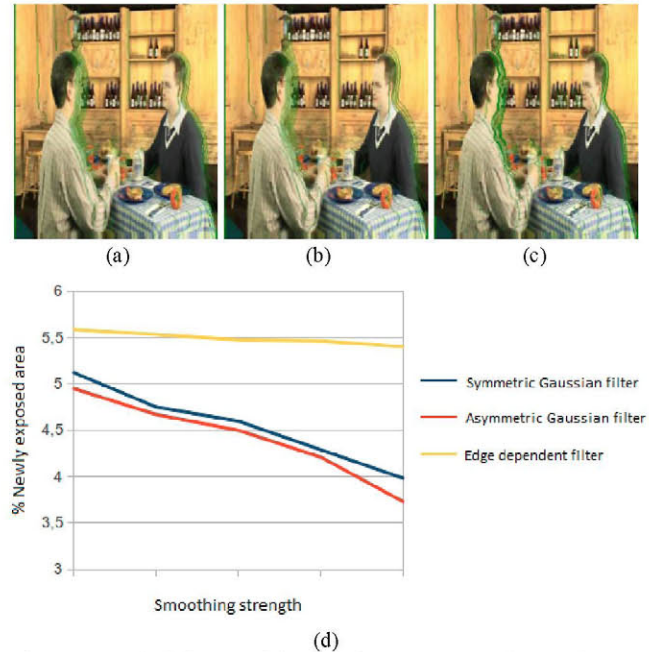 (a) (b) (c)
6
5,5
5
4,5
4
3,5
3
% Newly exposed area
Smoothing strength
Symmetric Gaussian filter
Asymmetric Gaussian filter
Edge dependent filter
(d)